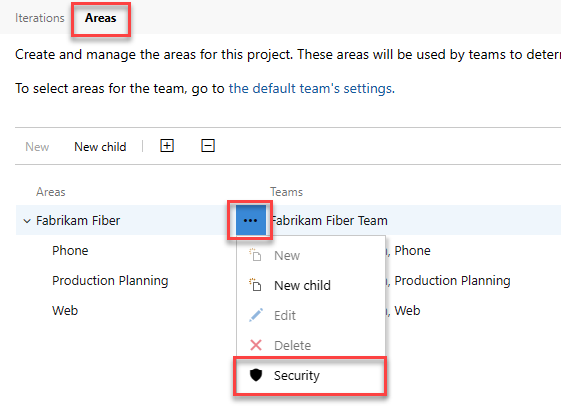 Iterations Areas
Create and manage the areas for this project. These areas will be used by teams to deter
To select areas for the team, go to the default team's settings.
New New child
Areas Teams
Fabrikam Fiber ... Fabrikam Fiber Team
Phone New , Phone
Production Planning New child , Production Planning
Web Edit , Web
Delete
Security